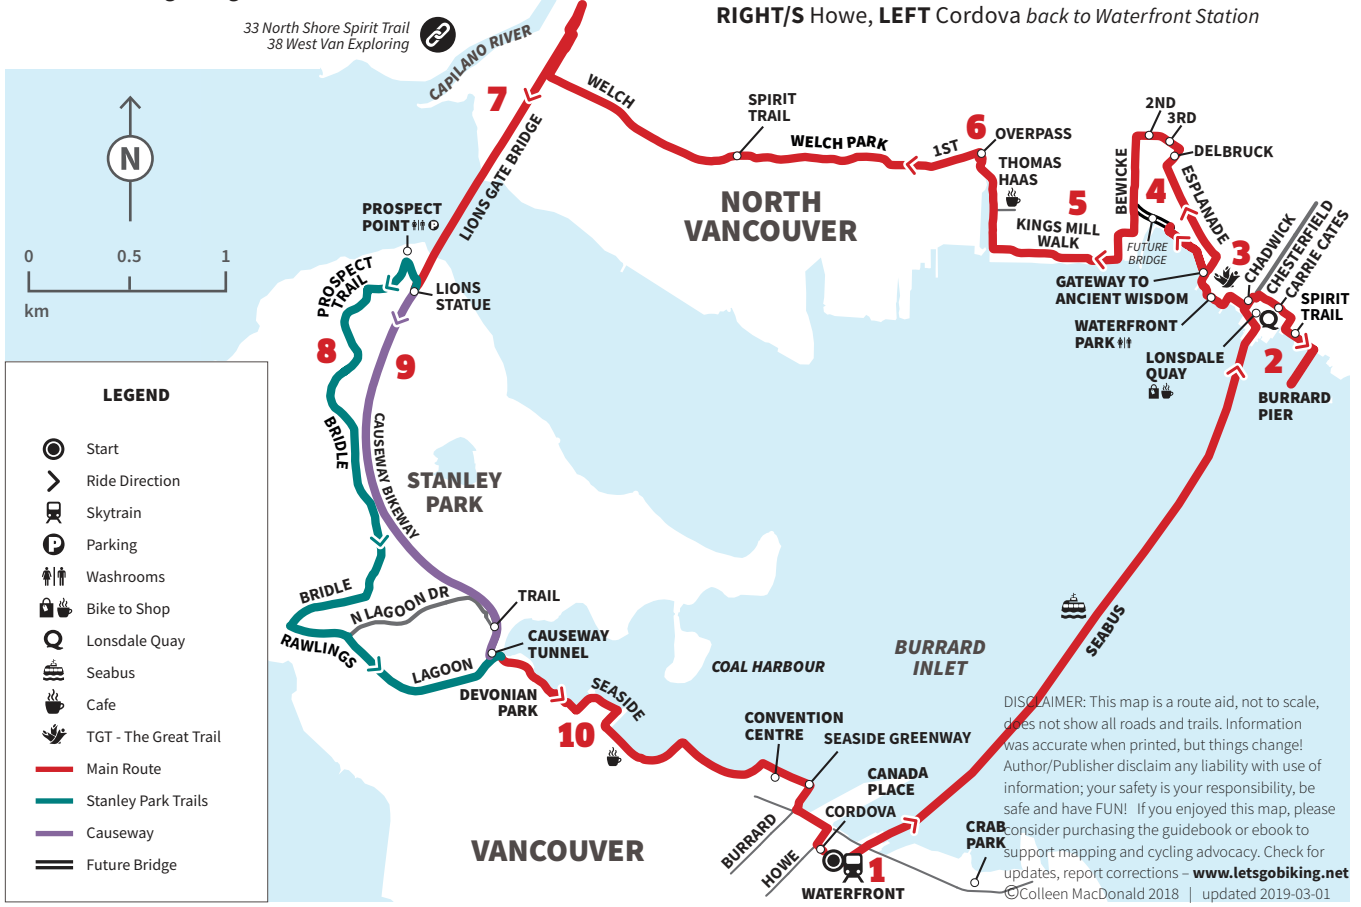 RIGHT/S Howe, LEFT Cordova back to Waterfront Station
33 North Shore Spirit Trail
38 West Van Exploring
CAPILANO RIVER
7
WELCH
LIONS GATE BRIDGE
SPIRIT
TRAIL
WELCH PARK
1ST
6
OVERPASS
THOMAS
HAAS
2ND
3RD
DELBRUCK
BEWICKE
4
ESPLANADE
5
KINGS MILL
WALK
FUTURE
BRIDGE
3
CHADWICK
CHESTERFIELD
CARRIE CATES
GATEWAY TO
ANCIENT WISDOM
WATERFRONT
PARK
SPIRIT
TRAIL
Q
LONSDALE
QUAY
2
BURRARD
PIER
NORTH
VANCOUVER
N
0
0.5
1
km
PROSPECT
POINT
P
PROSPECT
TRAIL
LIONS
STATUE
8
9
BRIDLE
CAUSEWAY BIKEWAY
STANLEY
PARK
BRIDLE
N LAGOON DR
RAWLINGS
LAGOON
TRAIL
CAUSEWAY
TUNNEL
DEVONIAN
PARK
SEASIDE
10
COAL HARBOUR
BURRARD
INLET
SEABUS
CONVENTION
CENTRE
SEASIDE GREENWAY
CANADA
PLACE
CORDOVA
BURRARD
HOWE
1
WATERFRONT
CRAB
PARK
VANCOUVER
LEGEND
Start
Ride Direction
Skytrain
P Parking
Washrooms
Bike to Shop
Q Lonsdale Quay
Seabus
Cafe
TGT - The Great Trail
Main Route
Stanley Park Trails
Causeway
Future Bridge
DISCLAIMER: This map is a route aid, not to scale,
does not show all roads and trails. Information
was accurate when printed, but things change!
Author/Publisher disclaim any liability with use of
information; your safety is your responsibility, be
safe and have FUN! If you enjoyed this map, please
consider purchasing the guidebook or ebook to
support mapping and cycling advocacy. Check for
updates, report corrections – www.letsgobiking.net
©Colleen MacDonald 2018 | updated 2019-03-01